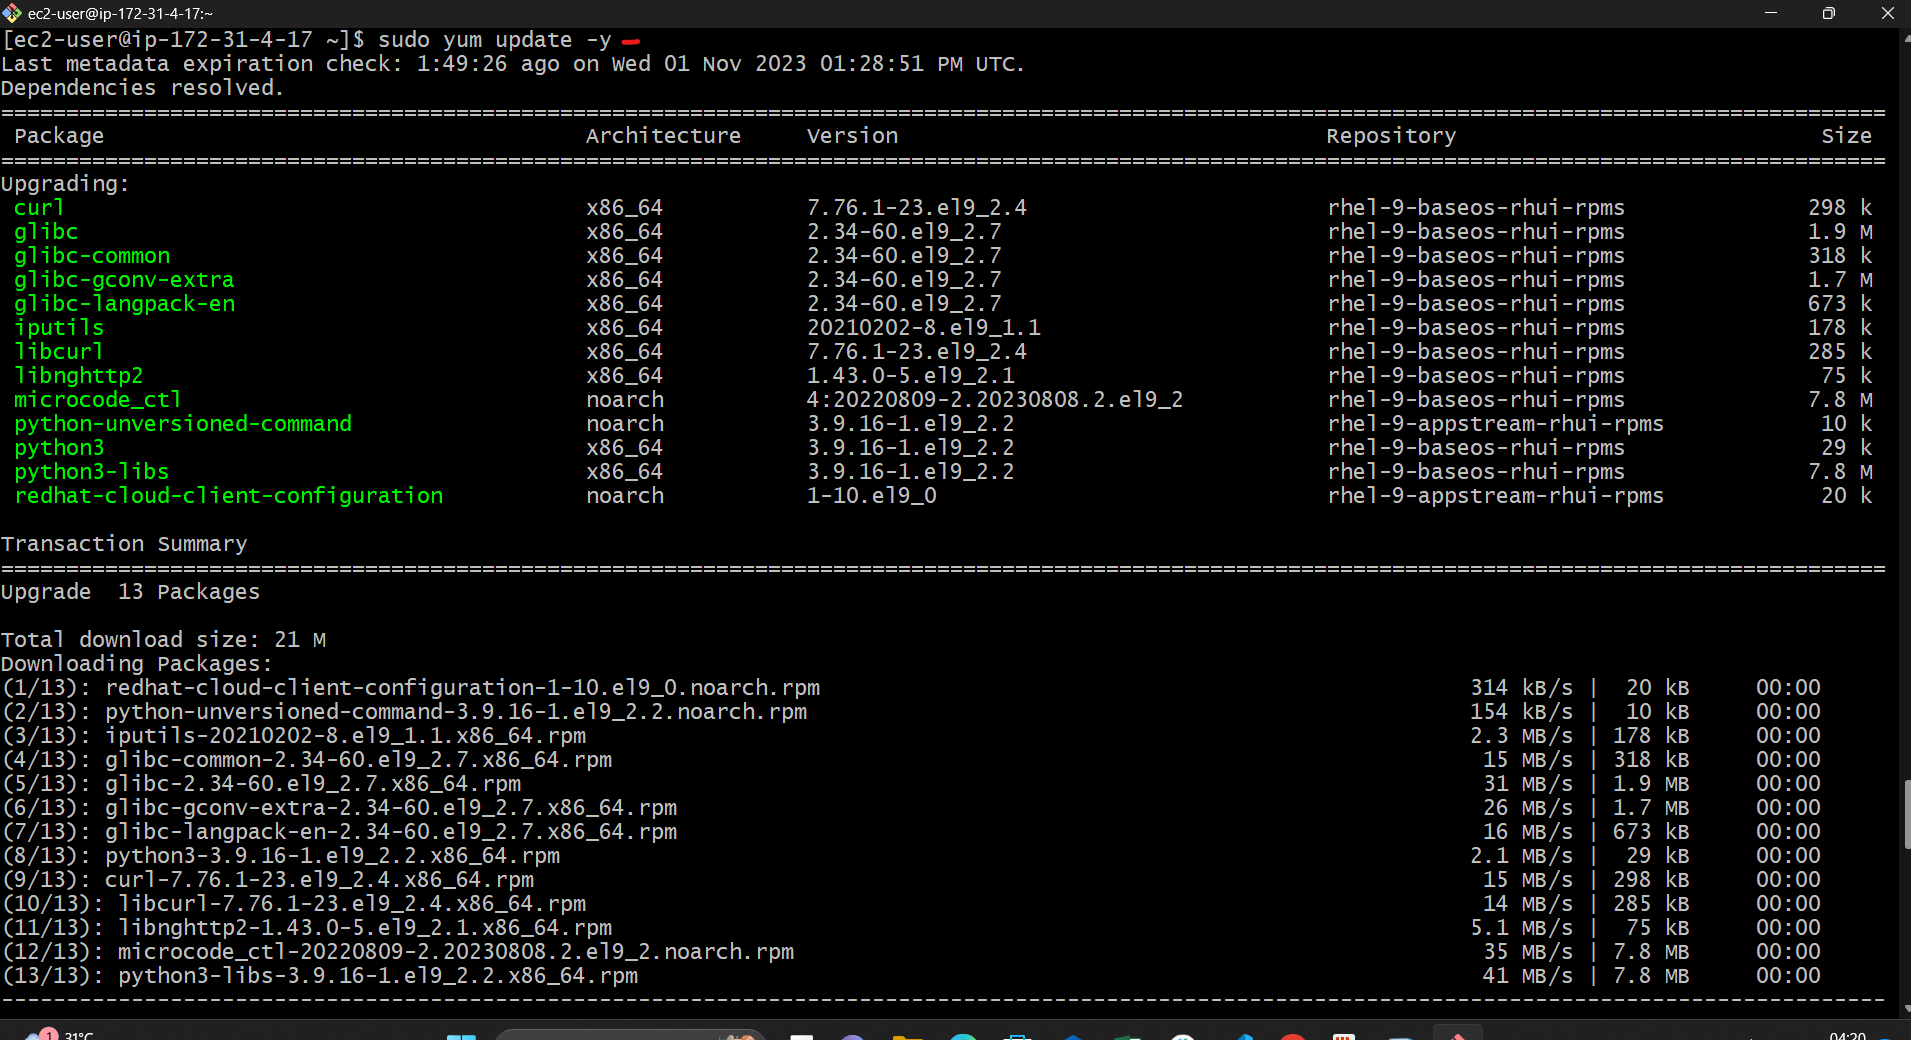 ec2-user@ip-172-31-4-17:~
[ec2-user@ip-172-31-4-17 ~]$ sudo yum update -y
Last metadata expiration check: 1:49:26 ago on Wed 01 Nov 2023 01:28:51 PM UTC.
Dependencies resolved.
================================================================================
Package Architecture Version Repository Size
================================================================================
Upgrading:
curl x86_64 7.76.1-23.el9_2.4 rhel-9-baseos-rhui-rpms 298 k
glibc x86_64 2.34-60.el9_2.7 rhel-9-baseos-rhui-rpms 1.9 M
glibc-common x86_64 2.34-60.el9_2.7 rhel-9-baseos-rhui-rpms 318 k
glibc-gconv-extra x86_64 2.34-60.el9_2.7 rhel-9-baseos-rhui-rpms 1.7 M
glibc-langpack-en x86_64 2.34-60.el9_2.7 rhel-9-baseos-rhui-rpms 673 k
iputils x86_64 20210202-8.el9_1.1 rhel-9-baseos-rhui-rpms 178 k
libcurl x86_64 7.76.1-23.el9_2.4 rhel-9-baseos-rhui-rpms 285 k
libnghttp2 x86_64 1.43.0-5.el9_2.1 rhel-9-baseos-rhui-rpms 75 k
microcode_ctl noarch 4:20220809-2.20230808.2.el9_2 rhel-9-baseos-rhui-rpms 7.8 M
python-unversioned-command noarch 3.9.16-1.el9_2.2 rhel-9-appstream-rhui-rpms 10 k
python3 x86_64 3.9.16-1.el9_2.2 rhel-9-baseos-rhui-rpms 29 k
python3-libs x86_64 3.9.16-1.el9_2.2 rhel-9-baseos-rhui-rpms 7.8 M
redhat-cloud-client-configuration noarch 1-10.el9_0 rhel-9-appstream-rhui-rpms 20 k
Transaction Summary
================================================================================
Upgrade 13 Packages
Total download size: 21 M
Downloading Packages:
(1/13): redhat-cloud-client-configuration-1-10.el9_0.noarch.rpm 314 kB/s | 20 kB 00:00
(2/13): python-unversioned-command-3.9.16-1.el9_2.2.noarch.rpm 154 kB/s | 10 kB 00:00
(3/13): iputils-20210202-8.el9_1.1.x86_64.rpm 2.3 MB/s | 178 kB 00:00
(4/13): glibc-common-2.34-60.el9_2.7.x86_64.rpm 15 MB/s | 318 kB 00:00
(5/13): glibc-2.34-60.el9_2.7.x86_64.rpm 31 MB/s | 1.9 MB 00:00
(6/13): glibc-gconv-extra-2.34-60.el9_2.7.x86_64.rpm 26 MB/s | 1.7 MB 00:00
(7/13): glibc-langpack-en-2.34-60.el9_2.7.x86_64.rpm 16 MB/s | 673 kB 00:00
(8/13): python3-3.9.16-1.el9_2.2.x86_64.rpm 2.1 MB/s | 29 kB 00:00
(9/13): curl-7.76.1-23.el9_2.4.x86_64.rpm 15 MB/s | 298 kB 00:00
(10/13): libcurl-7.76.1-23.el9_2.4.x86_64.rpm 14 MB/s | 285 kB 00:00
(11/13): libnghttp2-1.43.0-5.el9_2.1.x86_64.rpm 5.1 MB/s | 75 kB 00:00
(12/13): microcode_ctl-20220809-2.20230808.2.el9_2.noarch.rpm 35 MB/s | 7.8 MB 00:00
(13/13): python3-libs-3.9.16-1.el9_2.2.x86_64.rpm 41 MB/s | 7.8 MB 00:00
--------------------------------------------------------------------------------
1 31°C 04:20